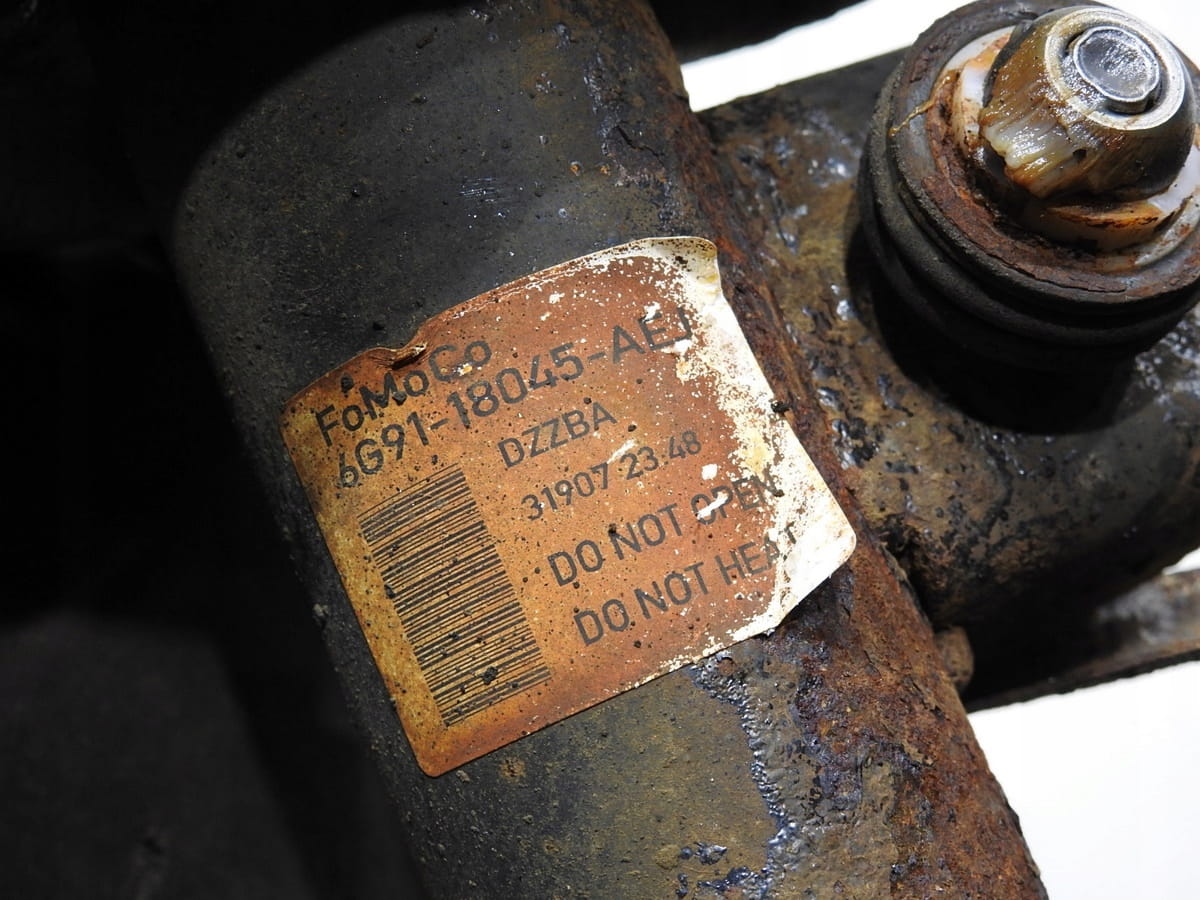 FoMoCo
6G91-18045-AEJ
DZZBA
31907 23.48
DO NOT OPEN
DO NOT HEAT